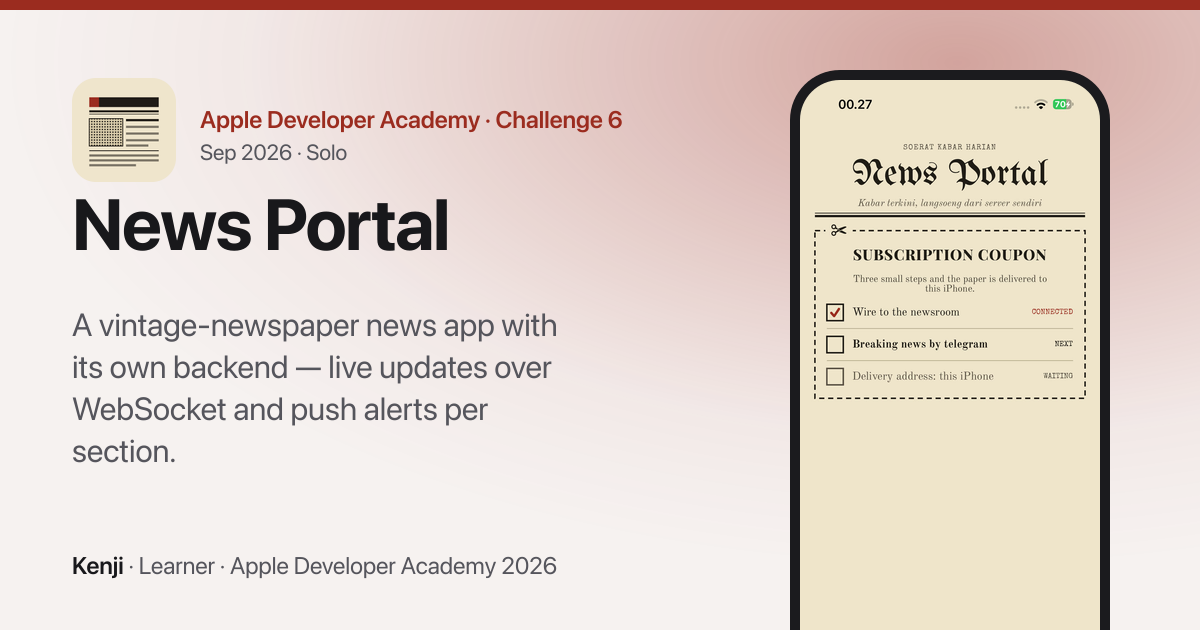 Apple Developer Academy · Challenge 6
Sep 2026 · Solo
News Portal
A vintage-newspaper news app with
its own backend — live updates over
WebSocket and push alerts per
section.
Kenji · Learner · Apple Developer Academy 2026
00.27
70
SOERAT KABAR HARIAN
News Portal
Kabar terkini, langsoeng dari server sendiri
SUBSCRIPTION COUPON
Three small steps and the paper is delivered to
this iPhone.
Wire to the newsroom CONNECTED
Breaking news by telegram NEXT
Delivery address: this iPhone WAITING